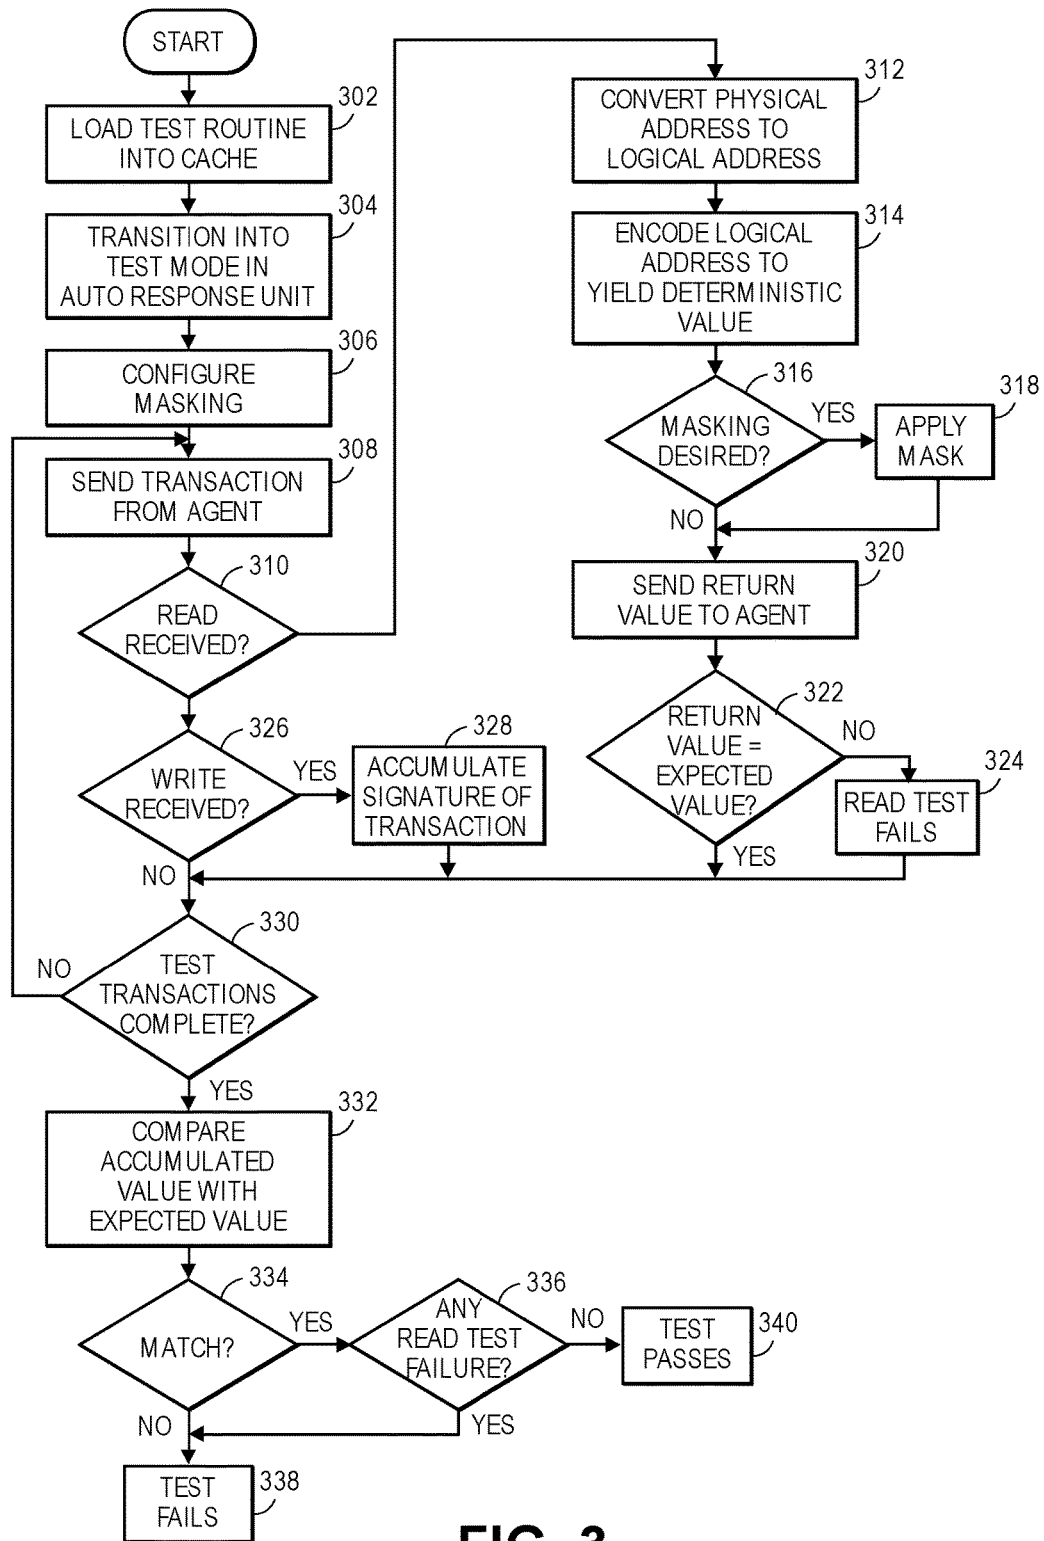 START
302
LOAD TEST ROUTINE
INTO CACHE
304
TRANSITION INTO
TEST MODE IN
AUTO RESPONSE UNIT
306
CONFIGURE
MASKING
308
SEND TRANSACTION
FROM AGENT
310
READ
RECEIVED?
312
CONVERT PHYSICAL
ADDRESS TO
LOGICAL ADDRESS
314
ENCODE LOGICAL
ADDRESS TO
YIELD DETERMINISTIC
VALUE
316
MASKING
DESIRED?
YES
318
APPLY
MASK
NO
320
SEND RETURN
VALUE TO AGENT
322
RETURN
VALUE =
EXPECTED
VALUE?
NO
324
READ TEST
FAILS
YES
326
WRITE
RECEIVED?
YES
328
ACCUMULATE
SIGNATURE OF
TRANSACTION
NO
330
TEST
TRANSACTIONS
COMPLETE?
NO
YES
332
COMPARE
ACCUMULATED
VALUE WITH
EXPECTED VALUE
334
MATCH?
YES
336
ANY
READ TEST
FAILURE?
NO
340
TEST
PASSES
YES
NO
338
TEST
FAILS
FIG. 3